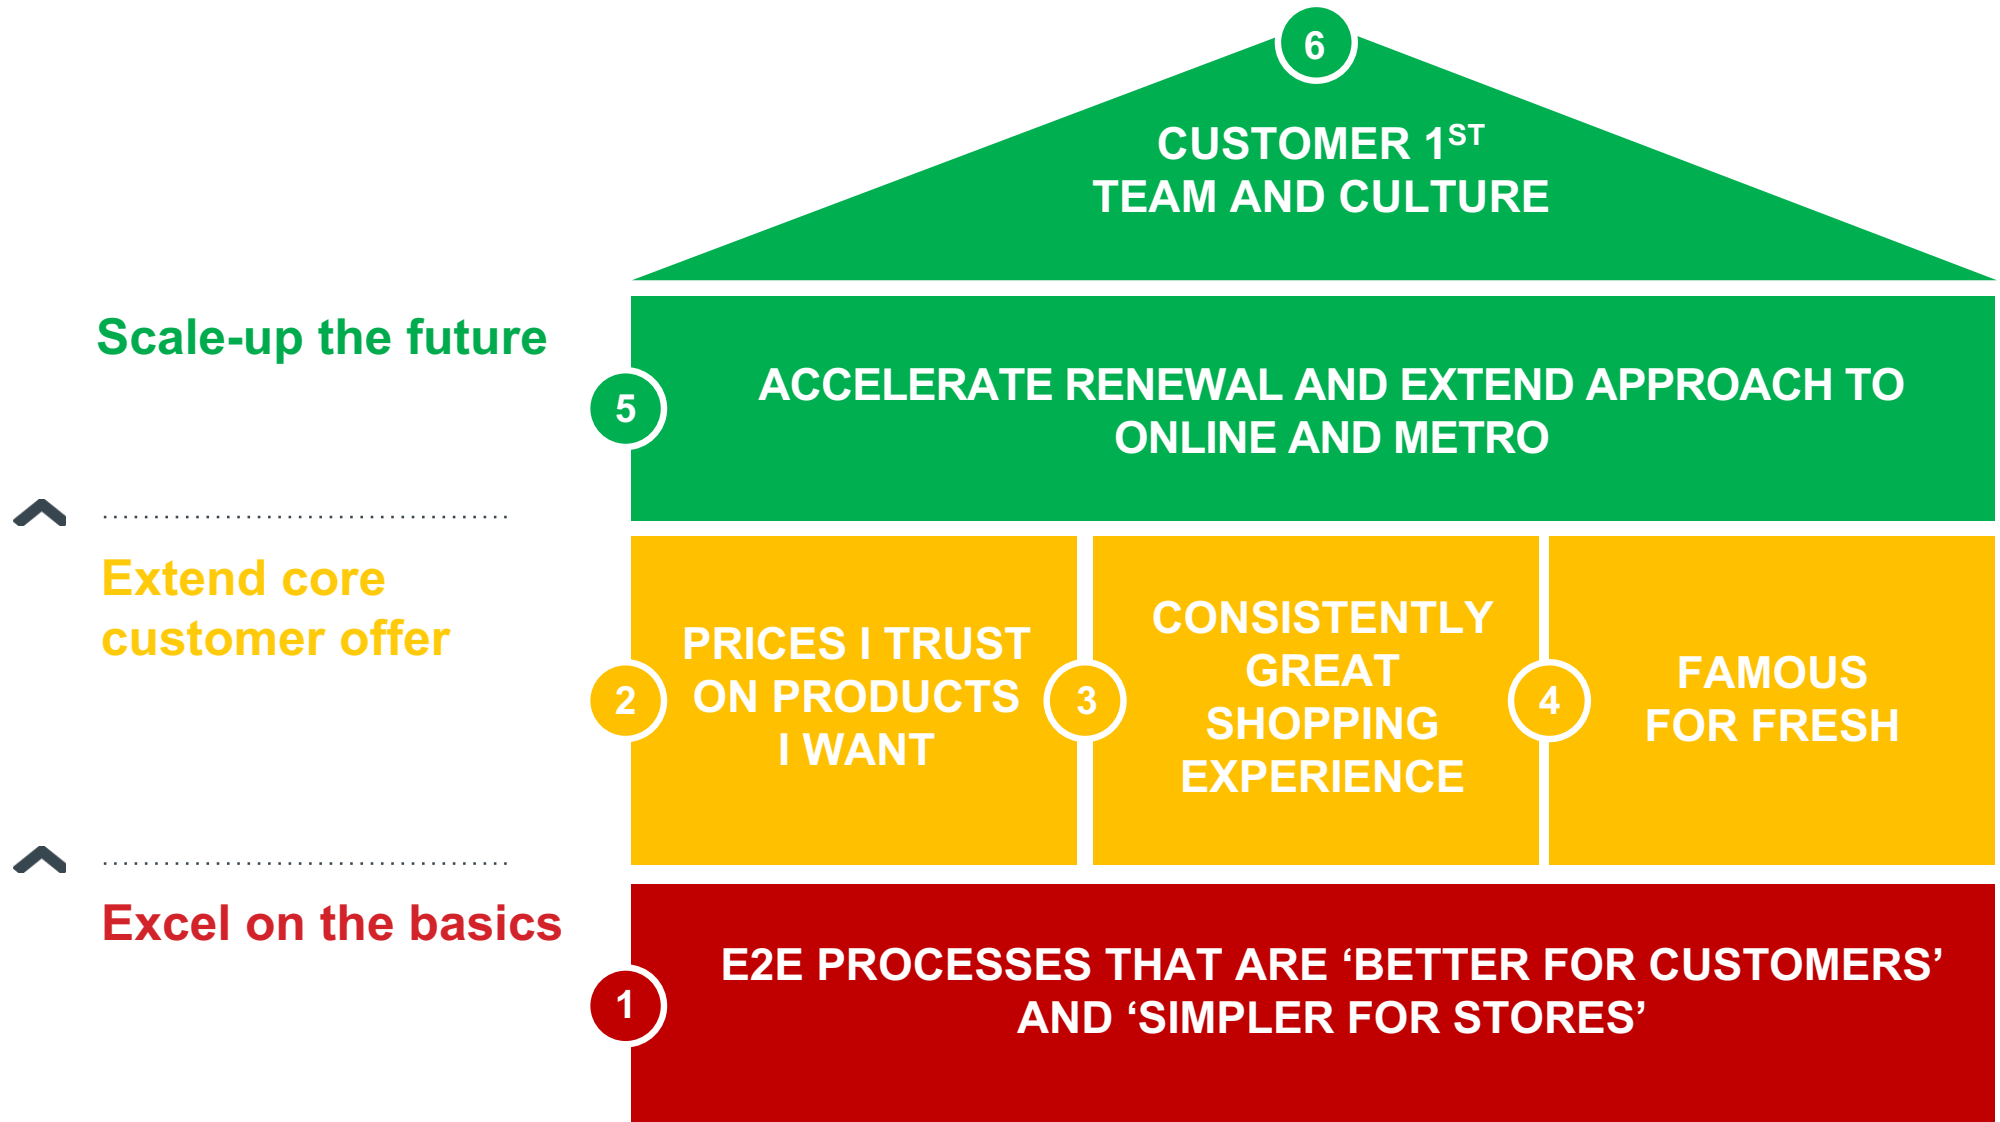 6
CUSTOMER 1ST
TEAM AND CULTURE
Scale-up the future
5
ACCELERATE RENEWAL AND EXTEND APPROACH TO
ONLINE AND METRO
Extend core
customer offer
2
PRICES I TRUST
ON PRODUCTS
I WANT
3
CONSISTENTLY
GREAT
SHOPPING
EXPERIENCE
4
FAMOUS
FOR FRESH
Excel on the basics
1
E2E PROCESSES THAT ARE ‘BETTER FOR CUSTOMERS’
AND ‘SIMPLER FOR STORES’